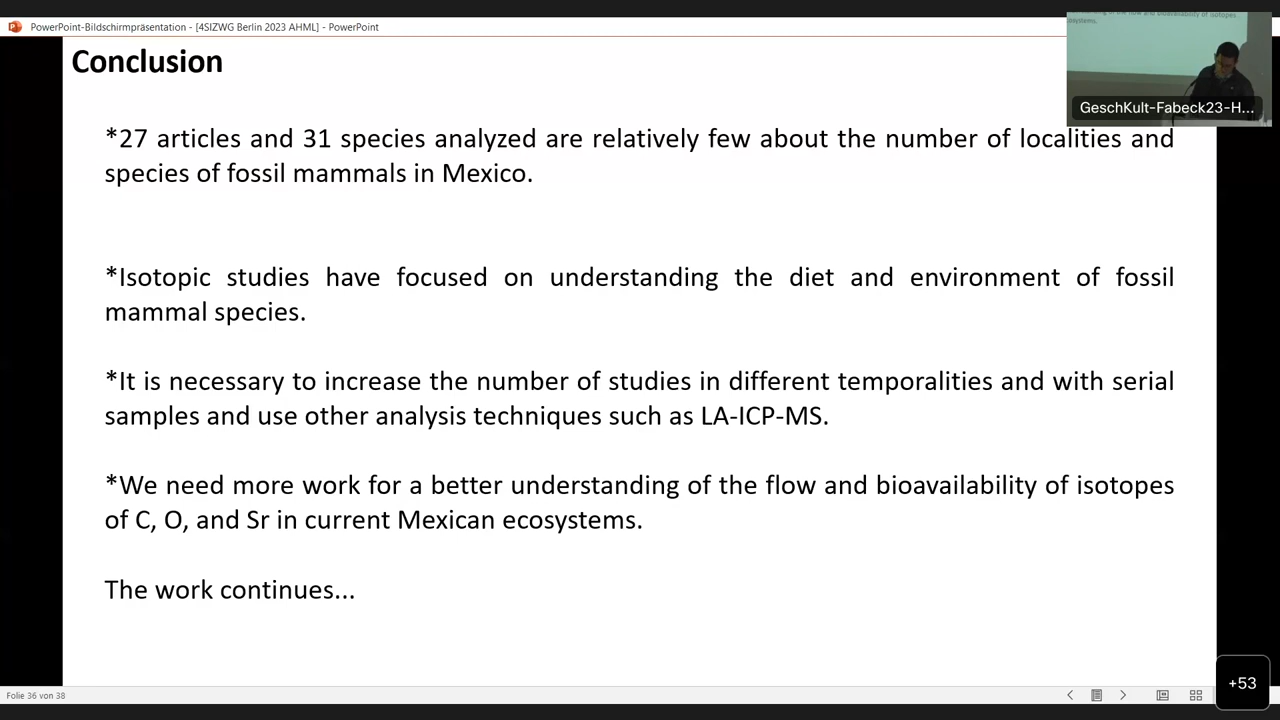 PowerPoint-Bildschirmpräsentation - [4SIZWG Berlin 2023 AHML] - PowerPoint
Conclusion
GeschKult-Fabeck23-H...
*27 articles and 31 species analyzed are relatively few about the number of localities and
species of fossil mammals in Mexico.
*Isotopic studies have focused on understanding the diet and environment of fossil
mammal species.
*It is necessary to increase the number of studies in different temporalities and with serial
samples and use other analysis techniques such as LA-ICP-MS.
*We need more work for a better understanding of the flow and bioavailability of isotopes
of C, O, and Sr in current Mexican ecosystems.
The work continues...
Folie 36 von 38
+53